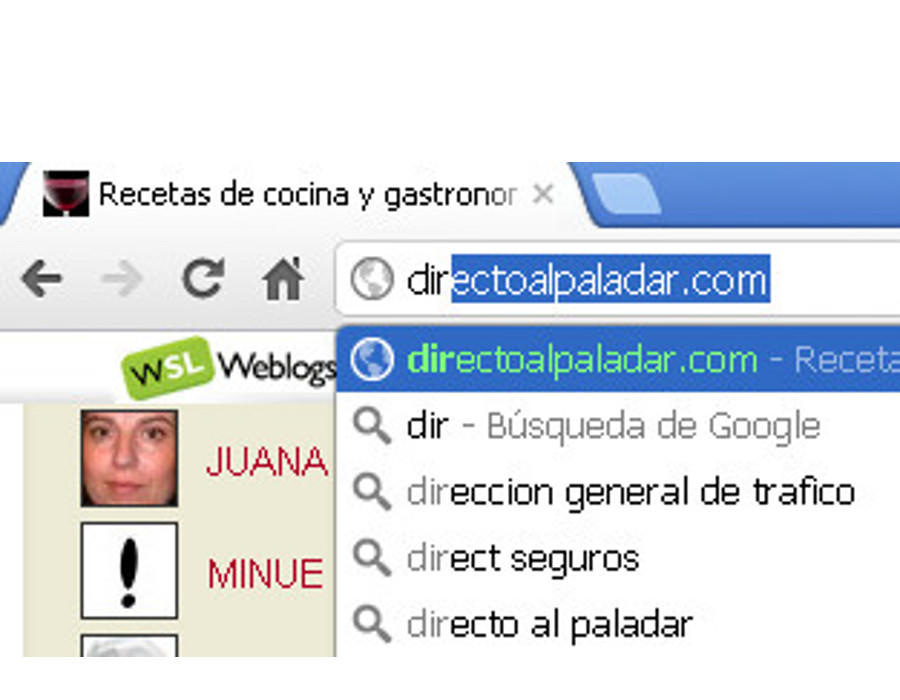 Recetas de cocina y gastronor
directoalpaladar.com
WSL Weblogs
directoalpaladar.com - Receta
dir - Búsqueda de Google
JUANA
direccion general de trafico
direct seguros
MINUE
directo al paladar